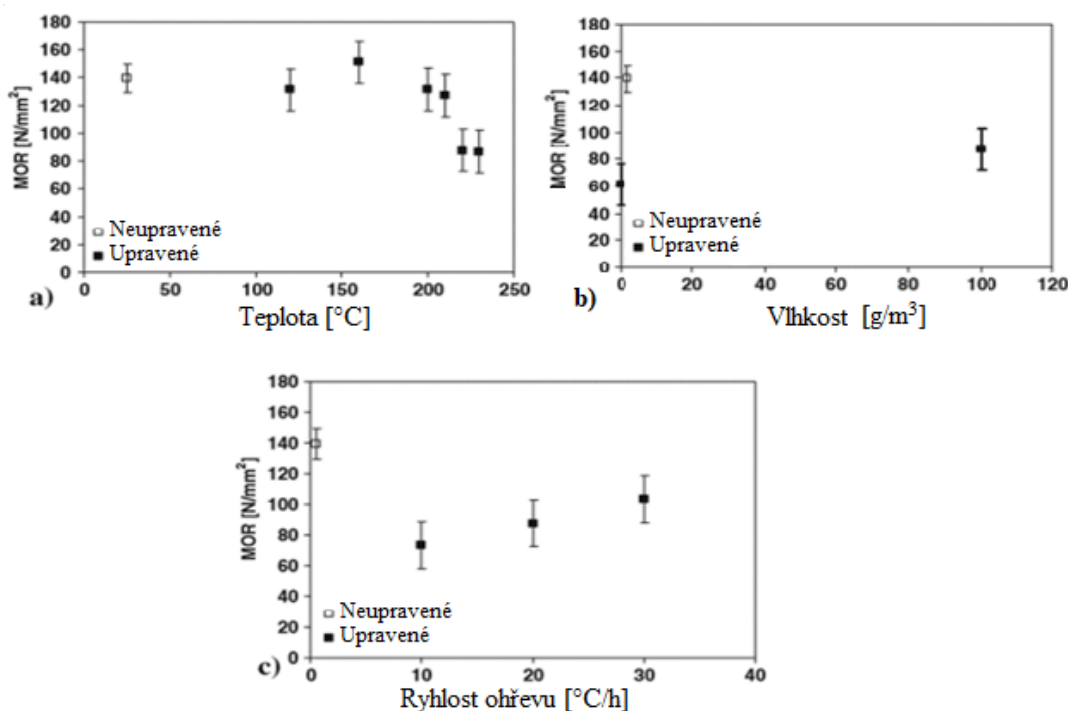 180
160
140
120
100
80
60
40
20
0
MOR [N/mm²]
Neupravené
Upravené
0 50 100 150 200 250
a)
Teplota [°C]
180
160
140
120
100
80
60
40
20
0
MOR [N/mm²]
Neupravené
Upravené
0 20 40 60 80 100 120
b)
Vlhkost [g/m³]
180
160
140
120
100
80
60
40
20
0
MOR [N/mm²]
Neupravené
Upravené
0 10 20 30 40
c)
Ryhlost ohřevu [°C/h]